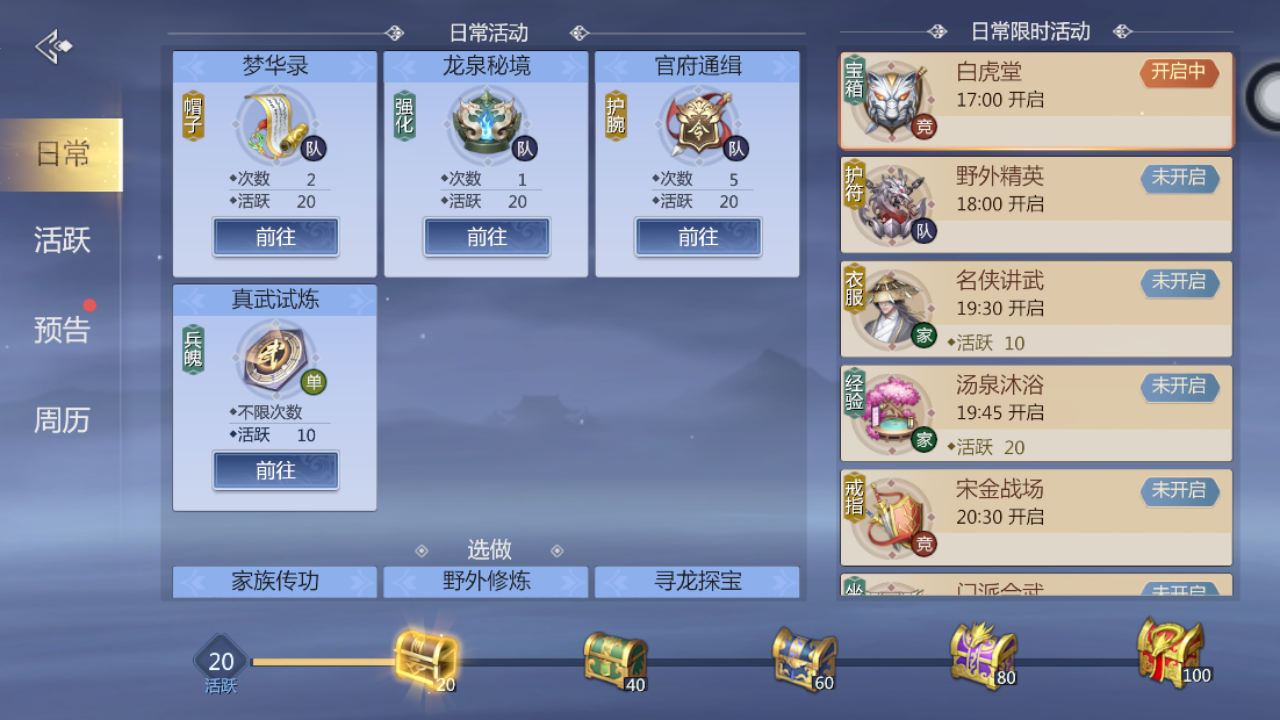 日常活动
日常限时活动
日常
活跃
预告
周历
梦华录
帽子
队
次数 2
活跃 20
前往
龙泉秘境
强化
队
次数 1
活跃 20
前往
官府通缉
护腕
令
队
次数 5
活跃 20
前往
真武试炼
兵魄
武
单
不限次数
活跃 10
前往
选做
家族传功
野外修炼
寻龙探宝
宝箱
白虎堂
开启中
17:00 开启
竞
护符
野外精英
未开启
18:00 开启
队
衣服
名侠讲武
未开启
19:30 开启
家
活跃 10
经验
汤泉沐浴
未开启
19:45 开启
家
活跃 20
戒指
宋金战场
未开启
20:30 开启
竞
未开启
20
活跃
20
40
60
80
100